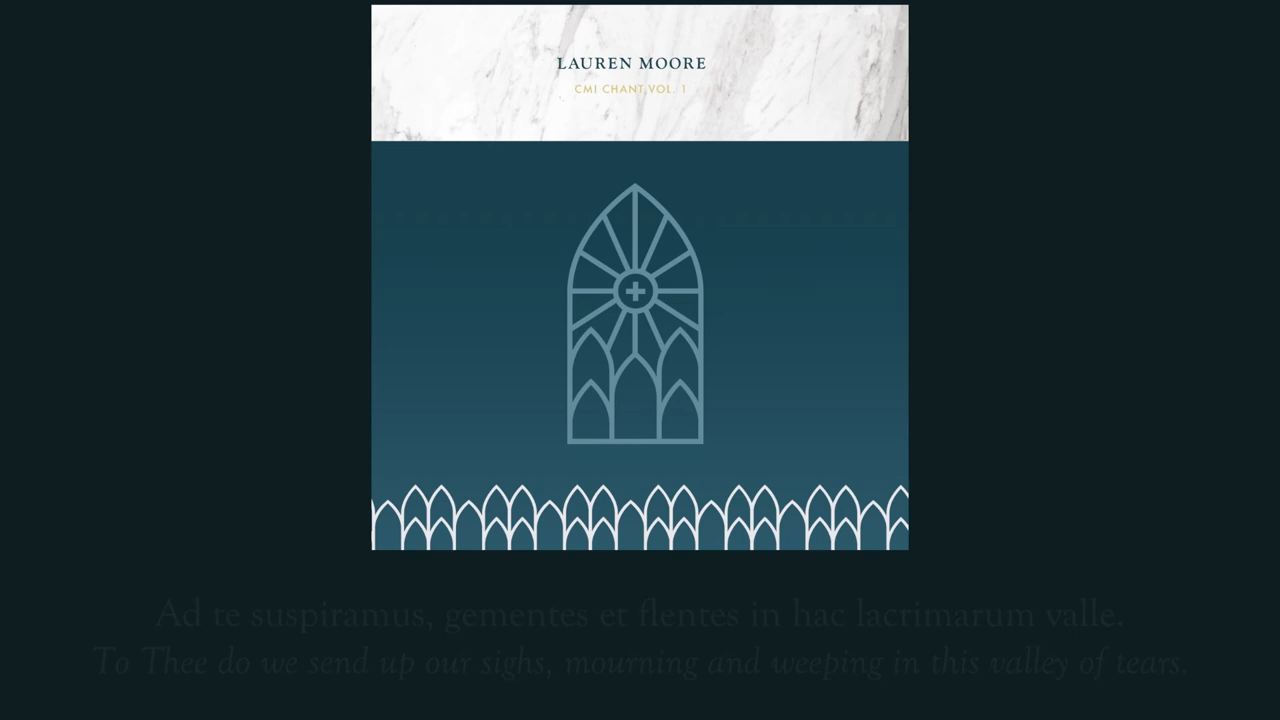 LAUREN MOORE
CMI CHANT VOL. 1
Ad te suspiramus, gementes et flentes in hac lacrimarum valle.
To Thee do we send up our sighs, mourning and weeping in this valley of tears.